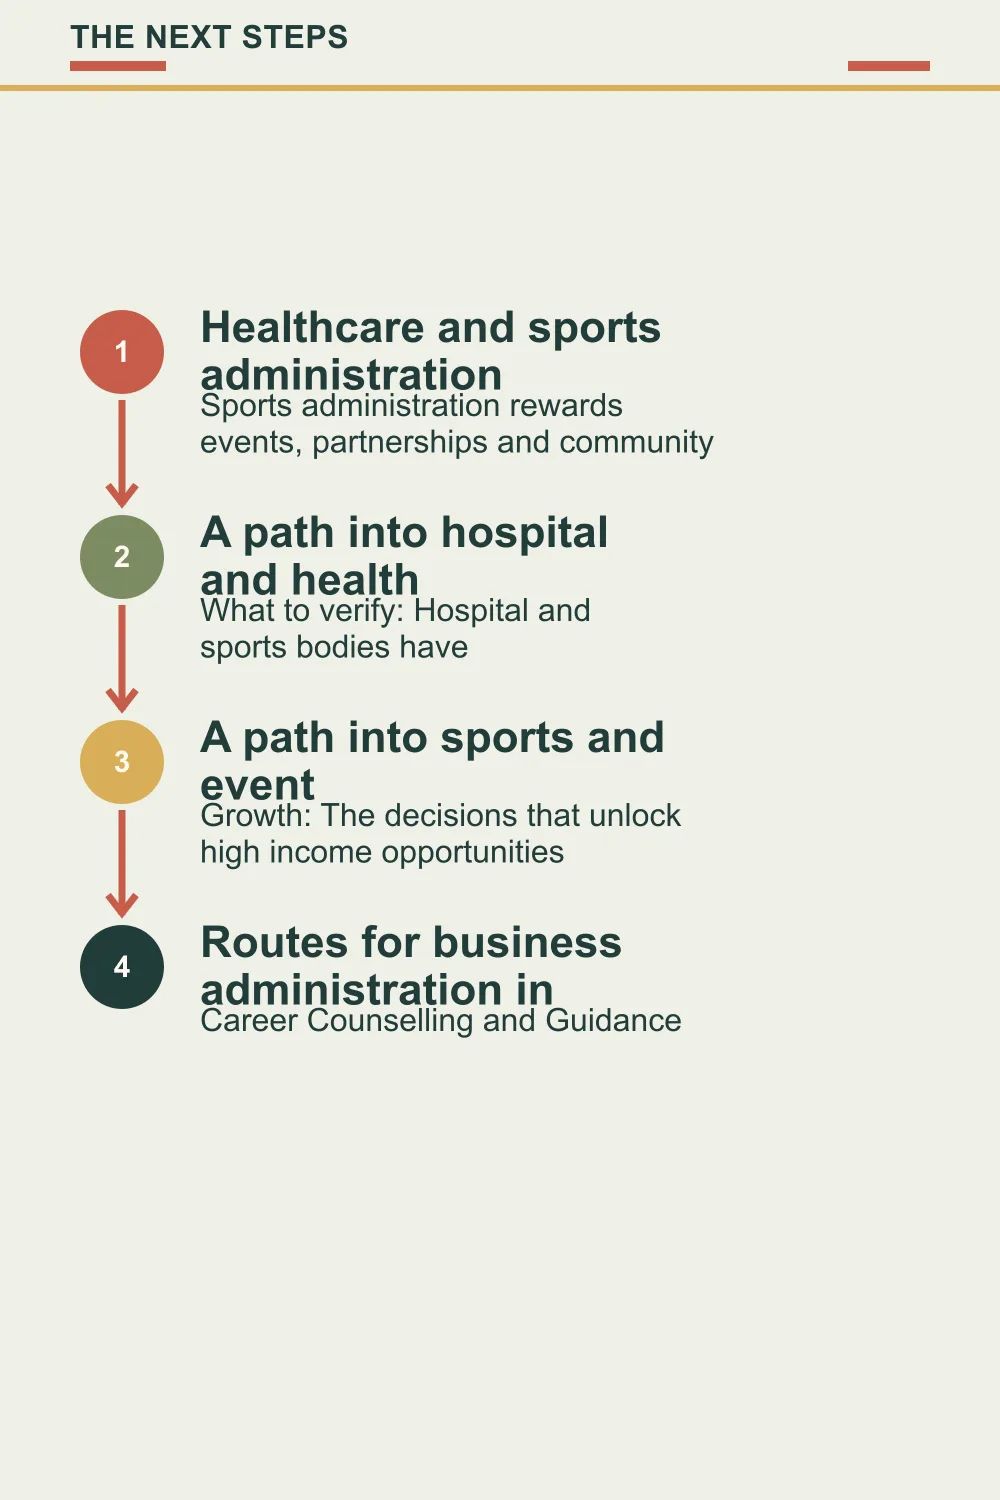 THE NEXT STEPS
1
Healthcare and sports
administration
Sports administration rewards
events, partnerships and community
2
A path into hospital
and health
What to verify: Hospital and
sports bodies have
3
A path into sports and
event
Growth: The decisions that unlock
high income opportunities
4
Routes for business
administration in
Career Counselling and Guidance